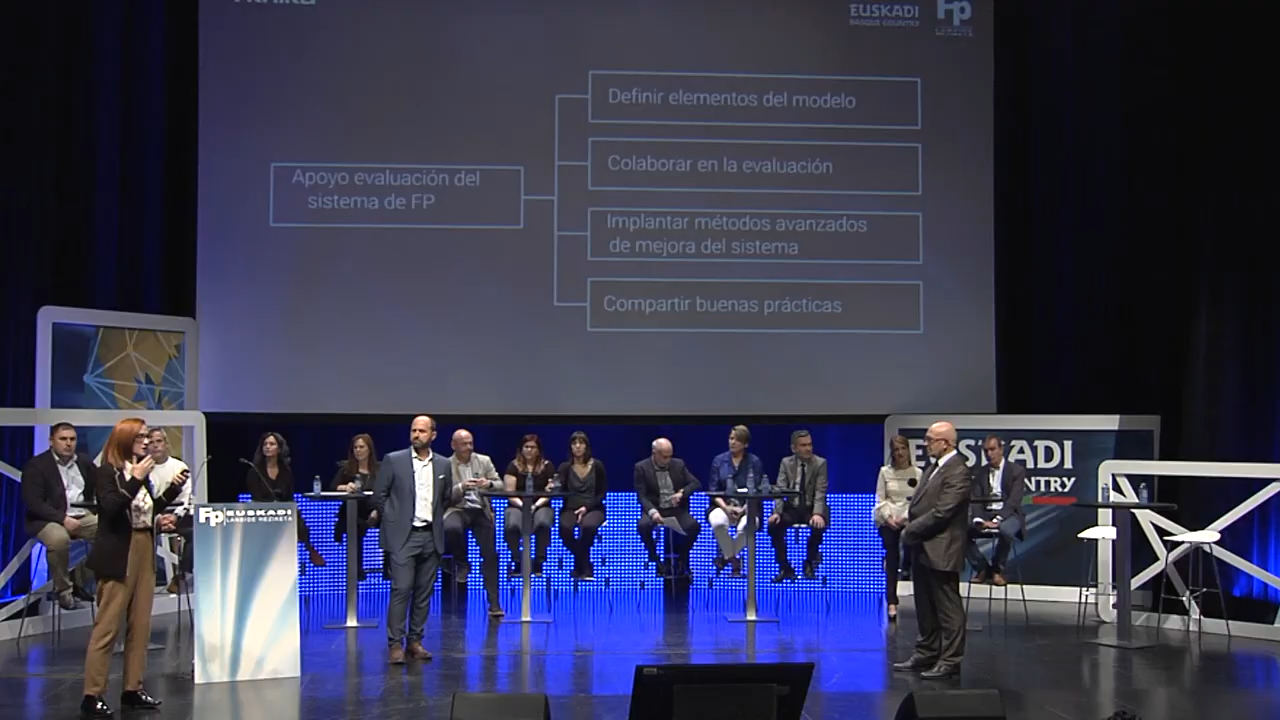 EUSKADI
BASQUE COUNTRY
Fp
Definir elementos del modelo
Colaborar en la evaluación
Apoyo evaluación del
sistema de FP
Implantar métodos avanzados
de mejora del sistema
Compartir buenas prácticas
Fp EUSKADI
LANBIDE HEZIKETA